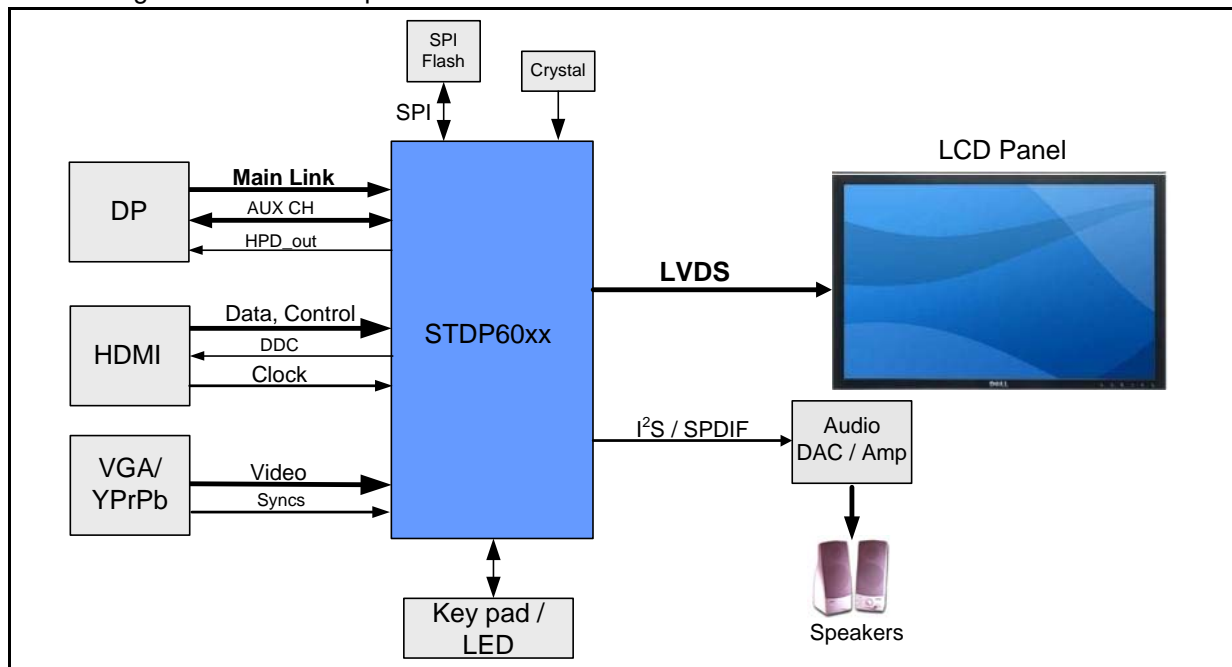 SPI
Flash
Crystal
SPI
LCD Panel
DP
Main Link
AUX CH
HPD_out
LVDS
STDP60xx
HDMI
Data, Control
DDC
Clock
DELL
I²S / SPDIF
Audio
DAC / Amp
VGA/
YPrPb
Video
Syncs
Key pad /
LED
Speakers